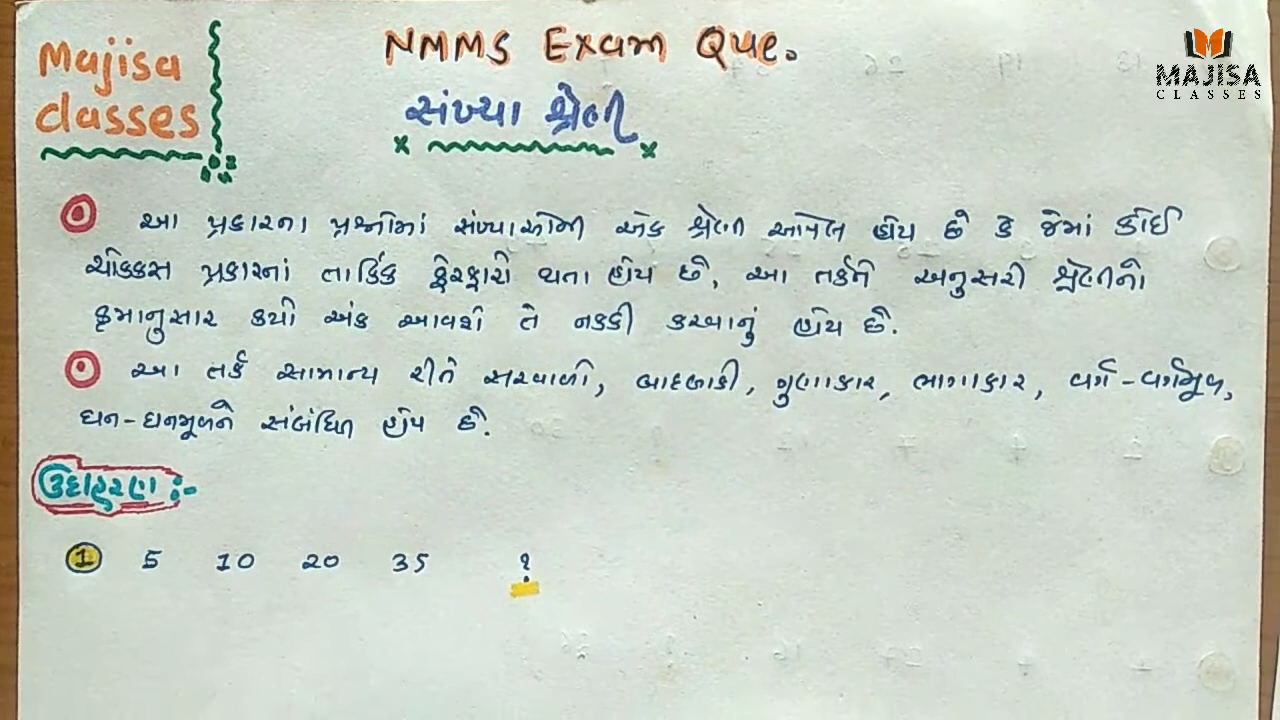 Majisa
classes
NMMS Exam Que.
સંખ્યા શ્રેણી
MAJISA
CLASSES
આ પ્રકારના પ્રશ્નોમાં સંખ્યાઓની એક શ્રેણી આપેલ હોય છે કે જેમાં કોઈ
ચોક્કસ પ્રકારનાં તાર્કિક ફેરફારો થતા હોય છે, આ તર્કને અનુસરી શ્રેણીનો
ક્રમાનુસાર કયો અંક આવશે તે નક્કી કરવાનું હોય છે.
આ તર્ક સામાન્ય રીતે સરવાળા, બાદબાકી, ગુણાકાર, ભાગાકાર, વર્ગ-વર્ગમૂળ,
ઘન-ઘનમૂળને સંબંધિત હોય છે.
ઉદાહરણ :-
1 5 10 20 35 ?